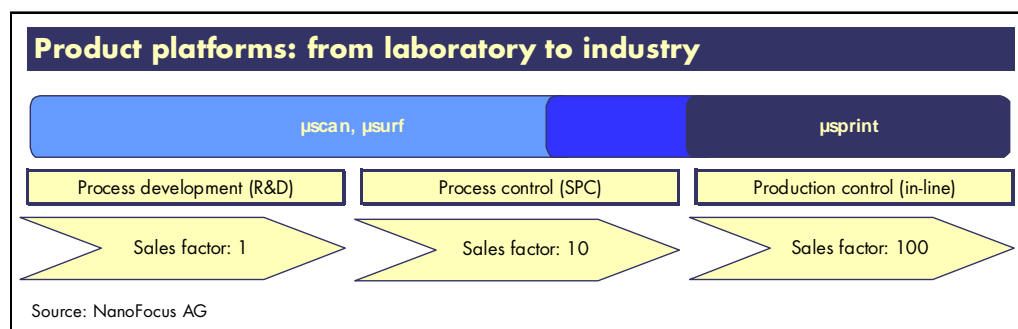 Product platforms: from laboratory to industry
µscan, µsurf µsprint
Process development (R&D) Process control (SPC) Production control (in-line)
Sales factor: 1 Sales factor: 10 Sales factor: 100
Source: NanoFocus AG